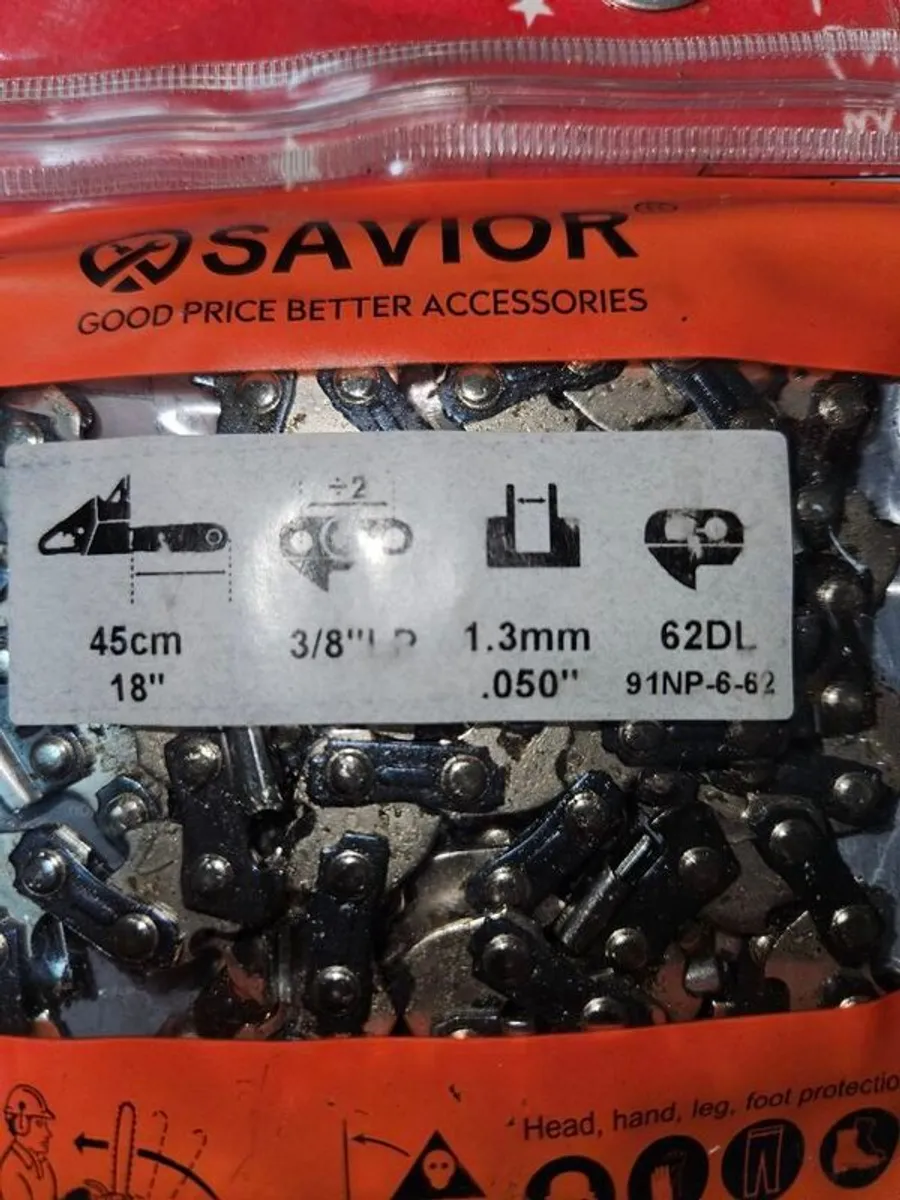 SAVIOR
GOOD PRICE BETTER ACCESSORIES
÷2
45cm
18"
3/8"LP
1.3mm
.050"
62DL
91NP-6-62
Head, hand, leg, foot protectio